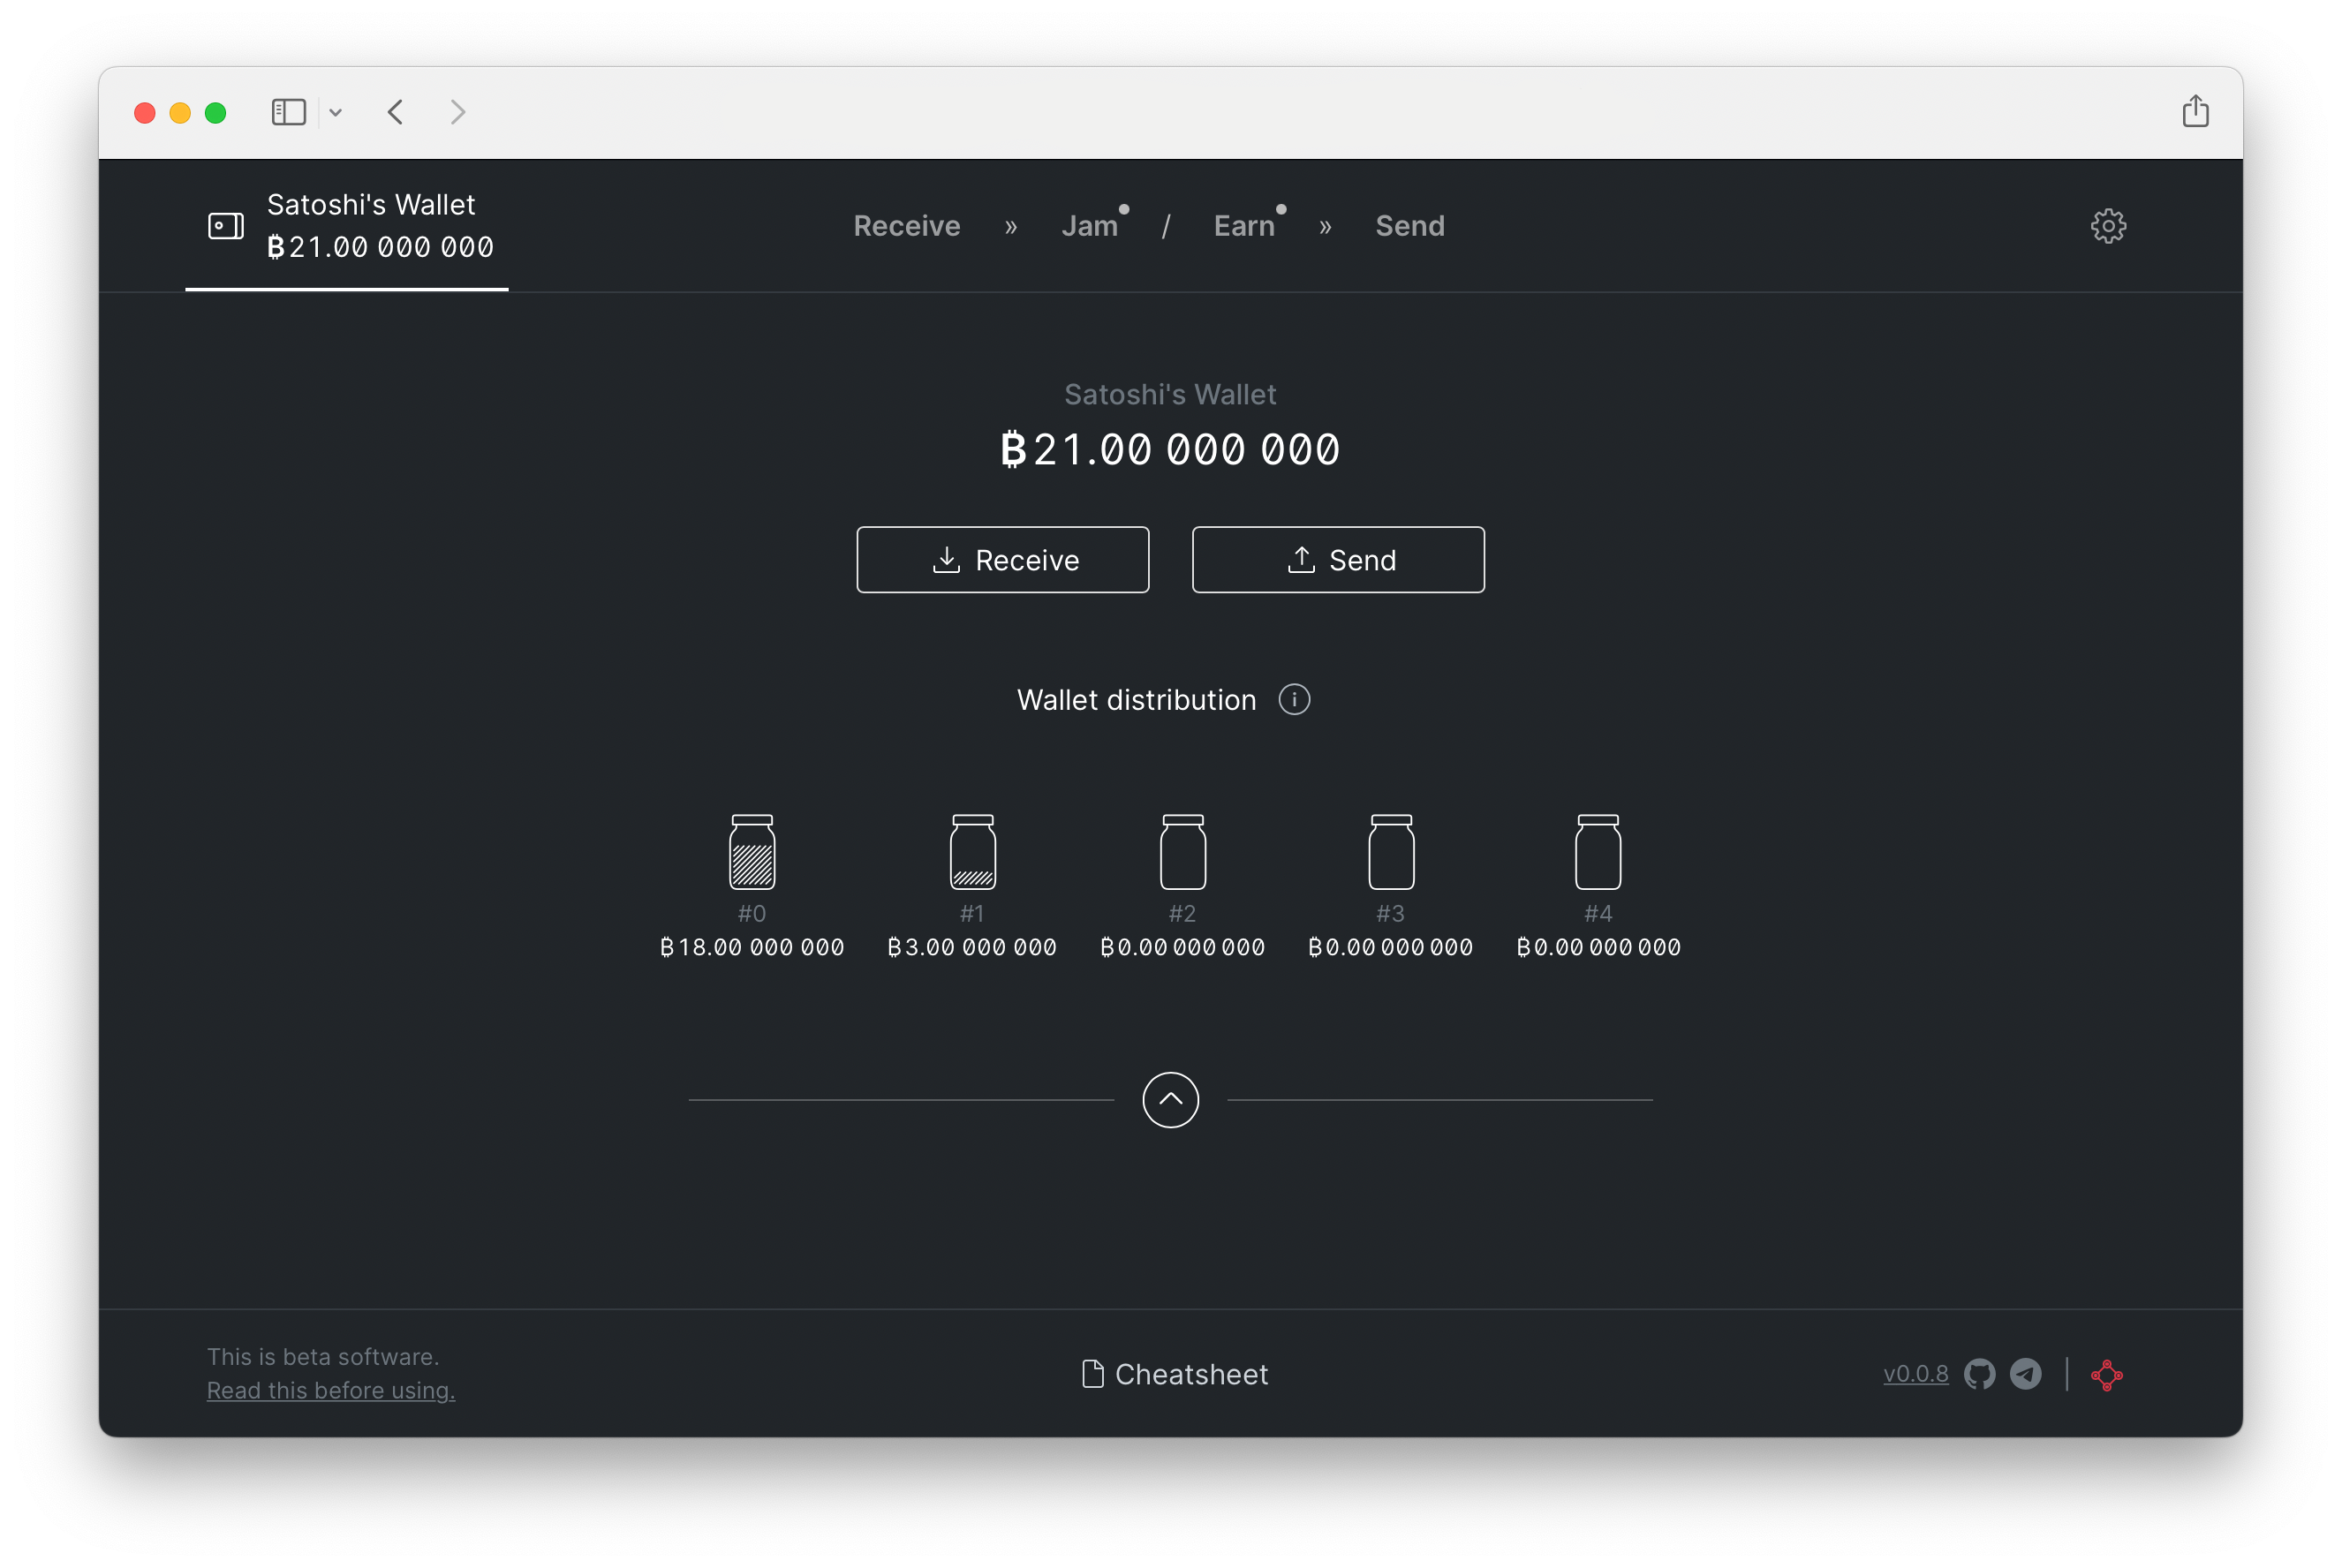 Satoshi's Wallet
₿21.00 000 000
Receive » Jam / Earn » Send
Satoshi's Wallet
₿21.00 000 000
Receive
Send
Wallet distribution
#0 #1 #2 #3 #4
₿18.00 000 000 ₿3.00 000 000 ₿0.00 000 000 ₿0.00 000 000 ₿0.00 000 000
This is beta software.
Read this before using.
Cheatsheet
v0.0.8